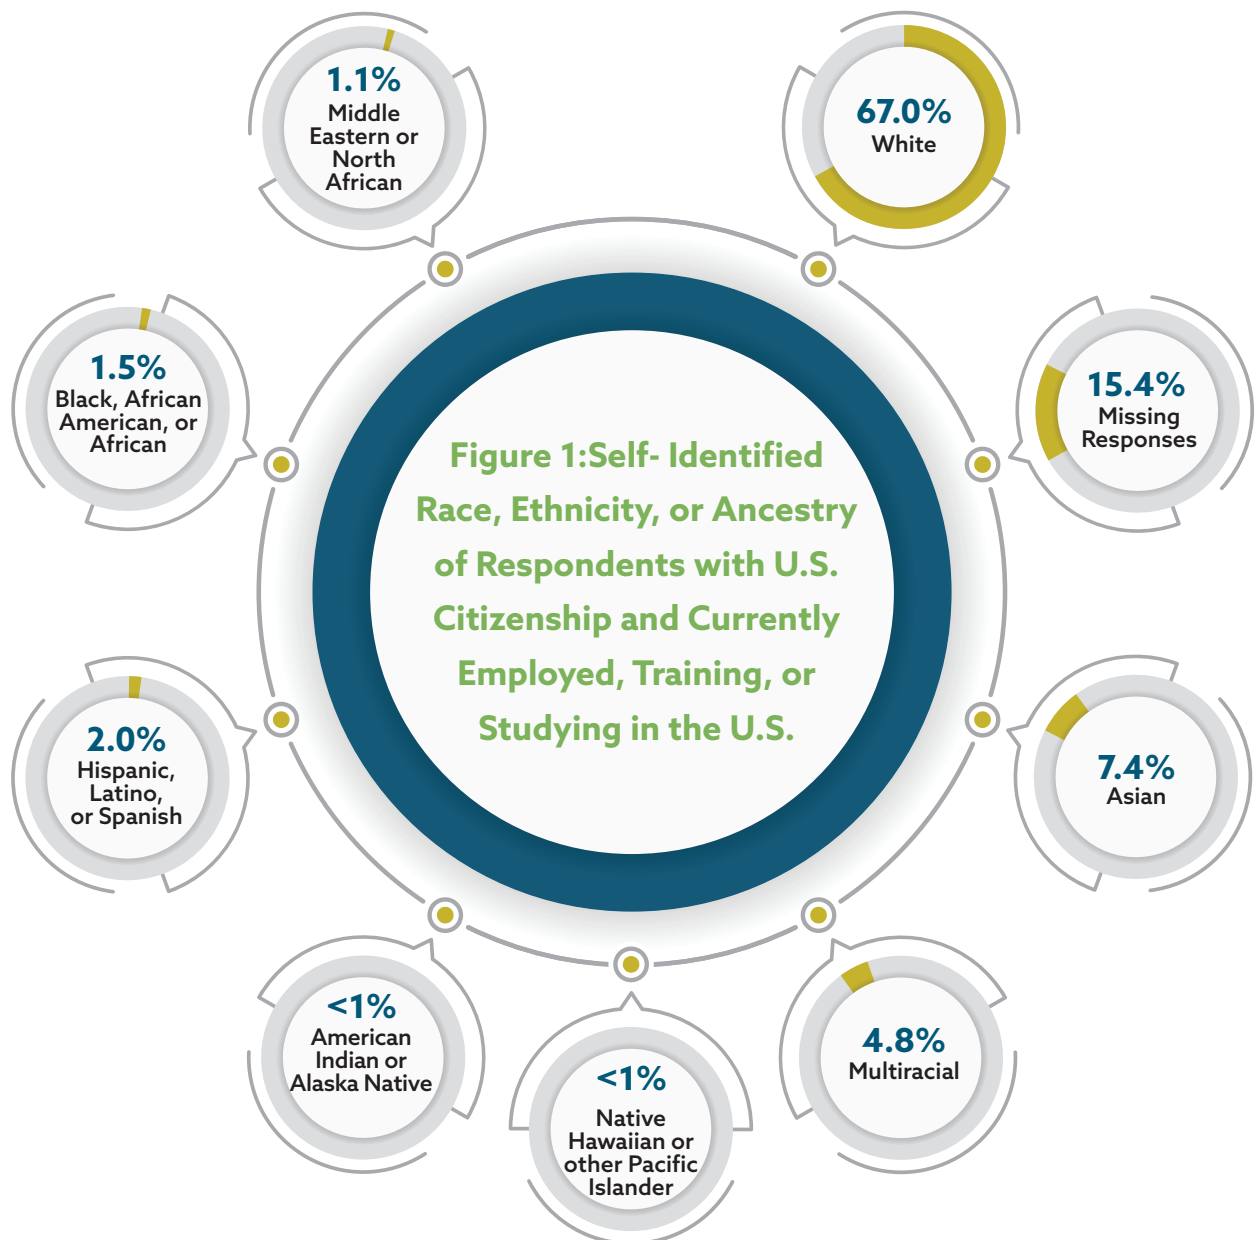 Figure 1:Self- Identified
Race, Ethnicity, or Ancestry
of Respondents with U.S.
Citizenship and Currently
Employed, Training, or
Studying in the U.S.
67.0%
White
15.4%
Missing
Responses
7.4%
Asian
4.8%
Multiracial
<1%
Native
Hawaiian or
other Pacific
Islander
<1%
American
Indian or
Alaska Native
2.0%
Hispanic,
Latino,
or Spanish
1.5%
Black, African
American, or
African
1.1%
Middle
Eastern or
North
African